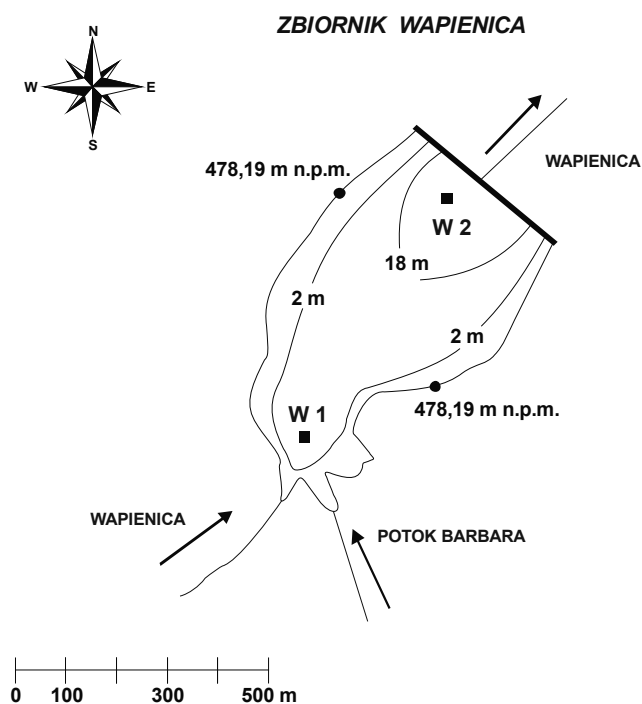 ZBIORNIK WAPIENICA
N
W
E
S
478,19 m n.p.m.
WAPIENICA
W 2
18 m
2 m
2 m
W 1
478,19 m n.p.m.
WAPIENICA
POTOK BARBARA
0 100 300 500 m